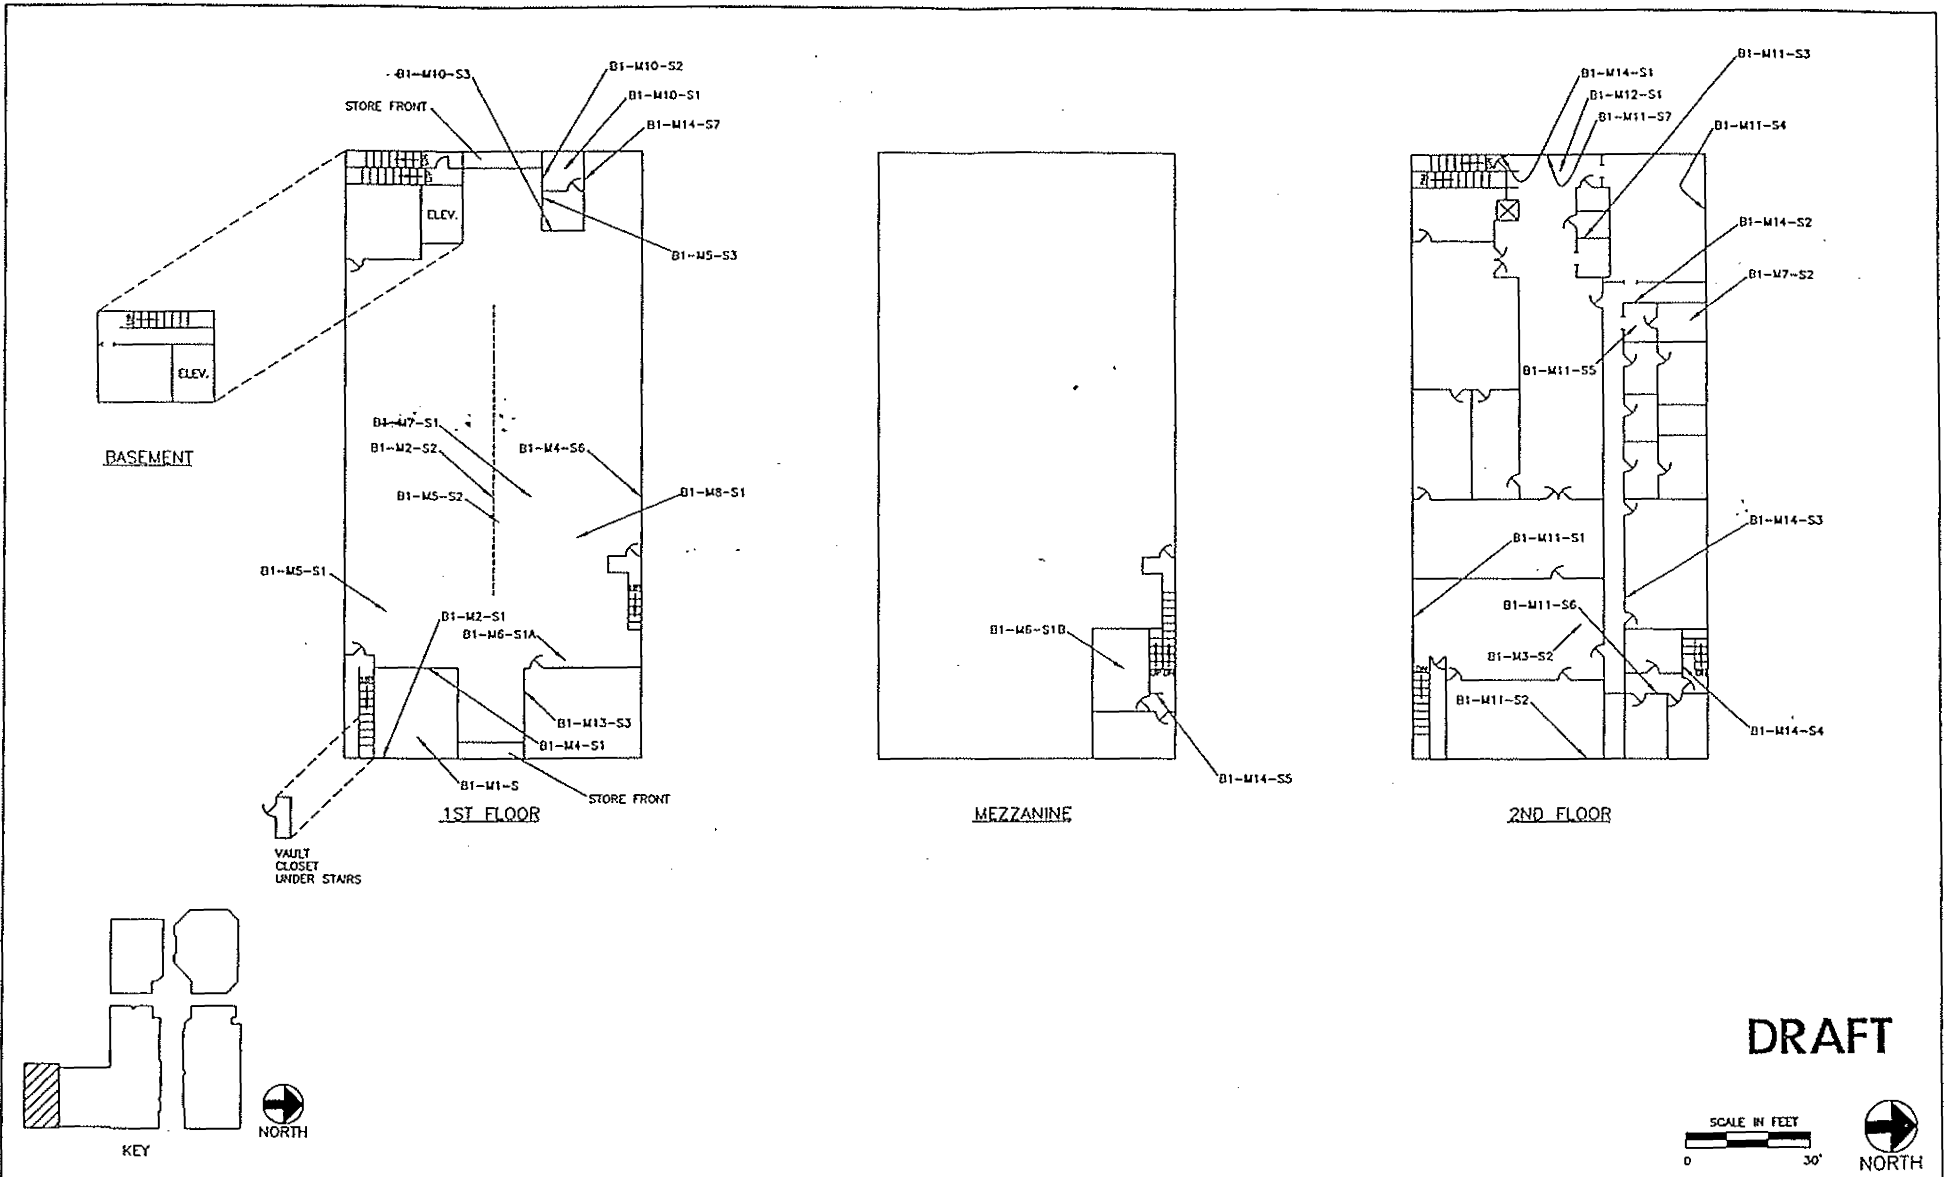 B1-M10-S3
B1-M10-S2
STORE FRONT
B1-M10-S1
B1-M14-S7
ELEV.
B1-M5-S3
ELEV.
BASEMENT
B1-M7-S1
B1-M2-S2
B1-M4-S6
B1-M5-S2
B1-M8-S1
B1-M5-S1
B1-M2-S1
B1-M6-S1A
B1-M13-S3
B1-M4-S1
B1-M1-S
STORE FRONT
1ST FLOOR
VAULT
CLOSET
UNDER STAIRS
B1-M6-S1B
UP
B1-M14-S5
MEZZANINE
B1-M11-S3
B1-M14-S1
B1-M12-S1
B1-M11-S7
B1-M11-S4
B1-M14-S2
B1-M7-S2
B1-M11-S5
B1-M14-S3
B1-M11-S1
B1-M11-S6
B1-M3-S2
B1-M11-S2
B1-M14-S4
2ND FLOOR
KEY
NORTH
DRAFT
SCALE IN FEET
0 30'
NORTH